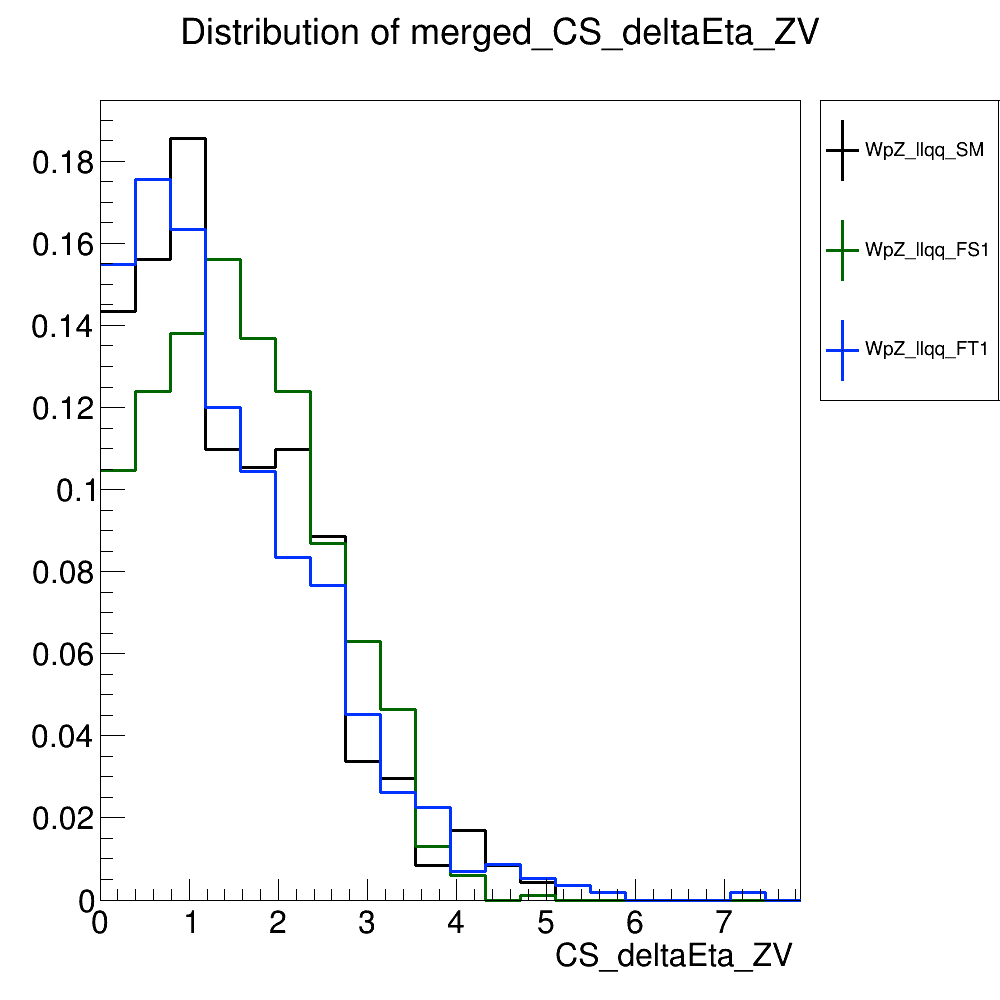 Distribution of merged_CS_deltaEta_ZV
WpZ_llqq_SM
WpZ_llqq_FS1
WpZ_llqq_FT1
0.18
0.16
0.14
0.12
0.1
0.08
0.06
0.04
0.02
0
0 1 2 3 4 5 6 7
CS_deltaEta_ZV